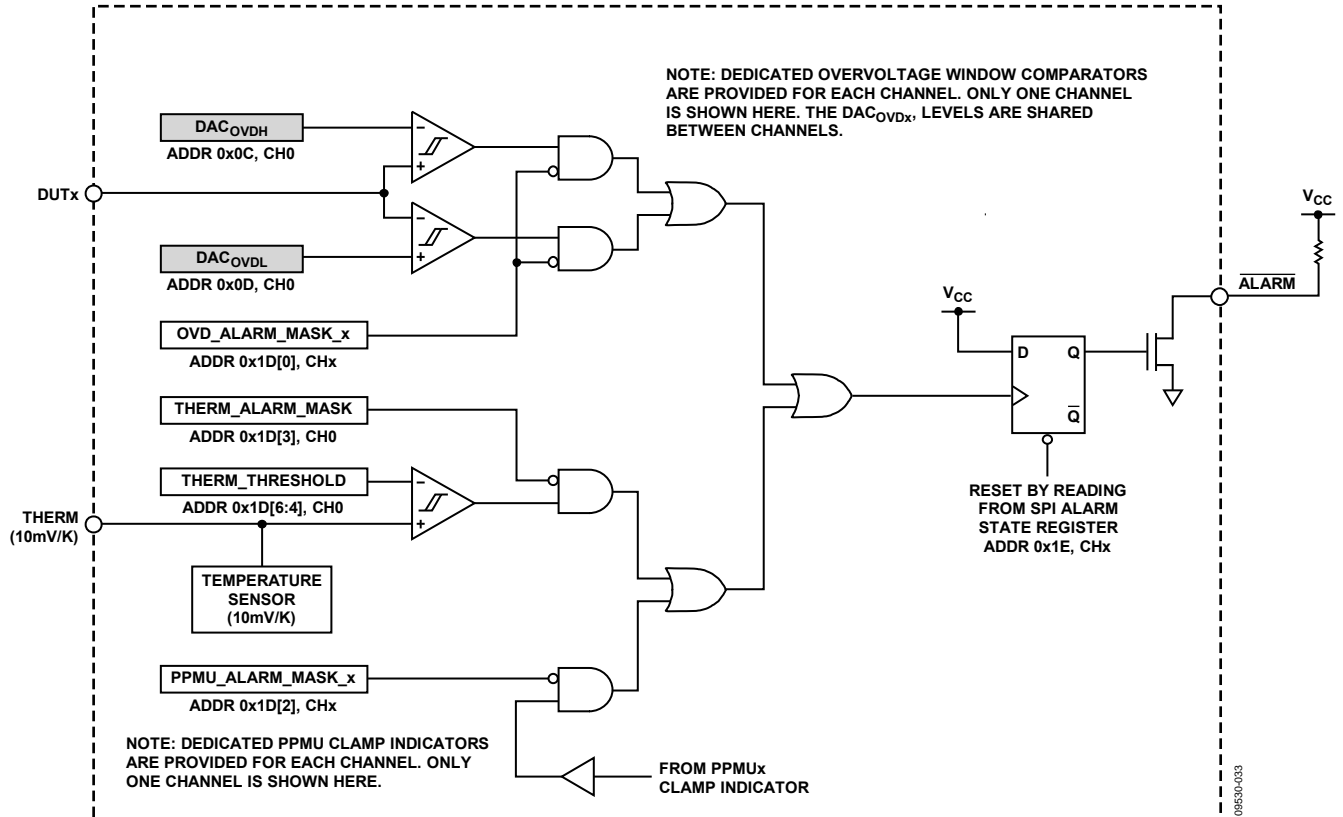 NOTE: DEDICATED OVERVOLTAGE WINDOW COMPARATORS
ARE PROVIDED FOR EACH CHANNEL. ONLY ONE CHANNEL
IS SHOWN HERE. THE DACOVDx, LEVELS ARE SHARED
BETWEEN CHANNELS.
DACOVDH
ADDR 0x0C, CH0
−
+
DUTx
−
+
DACOVDL
ADDR 0x0D, CH0
OVD_ALARM_MASK_x
ADDR 0x1D[0], CHx
VCC
ALARM
VCC
D Q
Q
THERM_ALARM_MASK
ADDR 0x1D[3], CH0
THERM_THRESHOLD
ADDR 0x1D[6:4], CH0
−
+
THERM
(10mV/K)
TEMPERATURE
SENSOR
(10mV/K)
RESET BY READING
FROM SPI ALARM
STATE REGISTER
ADDR 0x1E, CHx
PPMU_ALARM_MASK_x
ADDR 0x1D[2], CHx
NOTE: DEDICATED PPMU CLAMP INDICATORS
ARE PROVIDED FOR EACH CHANNEL. ONLY
ONE CHANNEL IS SHOWN HERE.
FROM PPMUx
CLAMP INDICATOR
09530-033